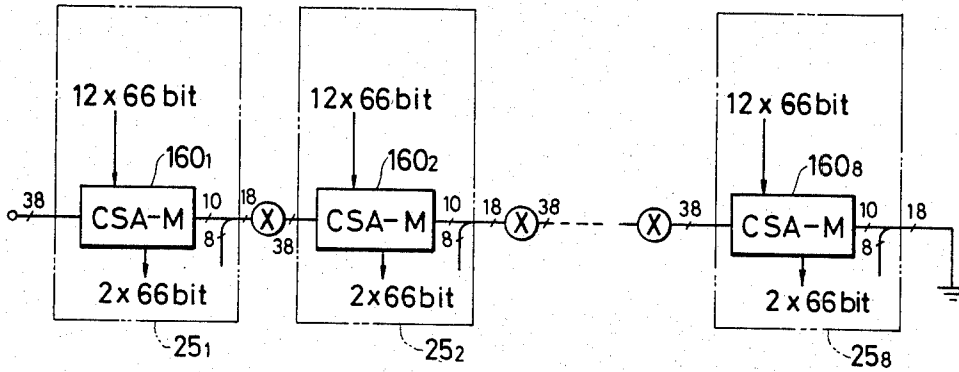 12 x 66 bit
160₁
38
CSA-M
10
18
8
2 x 66 bit
25₁
X
38
12 x 66 bit
160₂
CSA-M
10
18
8
2 x 66 bit
25₂
X
38
X
38
12 x 66 bit
160₈
CSA-M
10
18
8
2 x 66 bit
25₈